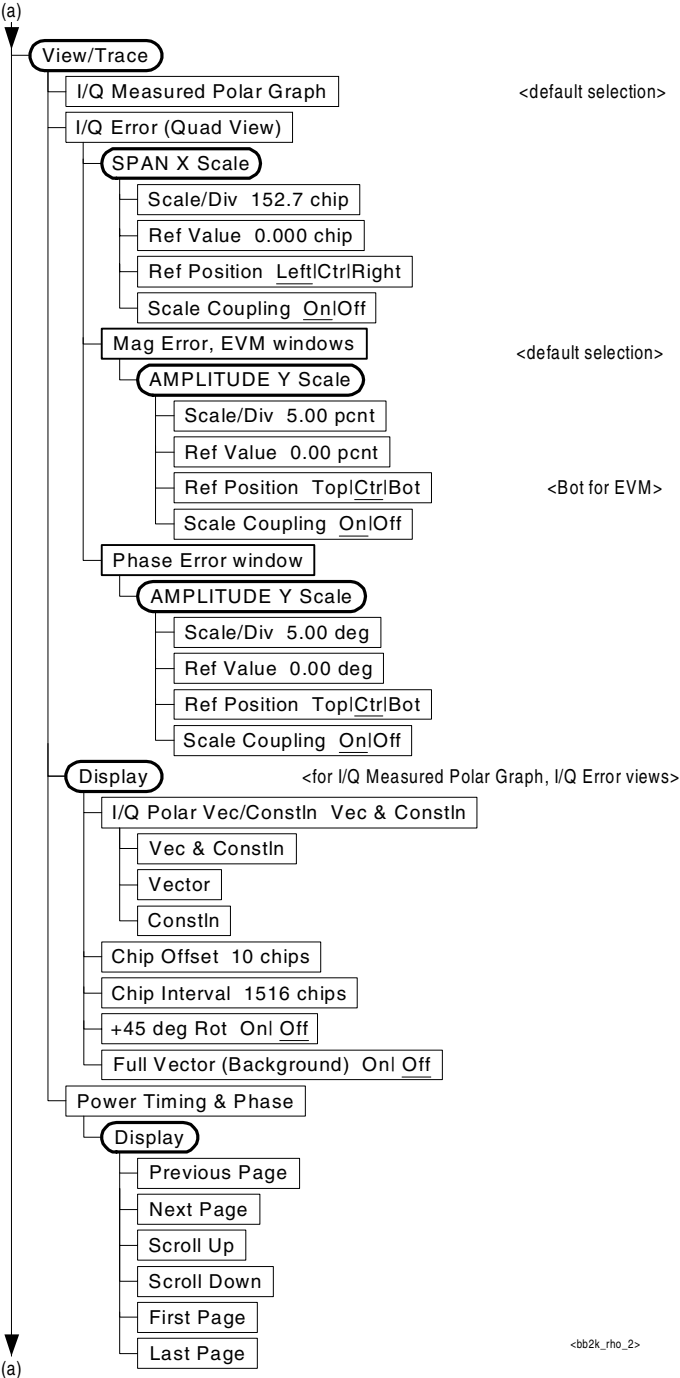 (a)
View/Trace
I/Q Measured Polar Graph <default selection>
I/Q Error (Quad View)
SPAN X Scale
Scale/Div 152.7 chip
Ref Value 0.000 chip
Ref Position Left|Ctr|Right
Scale Coupling On|Off
Mag Error, EVM windows <default selection>
AMPLITUDE Y Scale
Scale/Div 5.00 pcnt
Ref Value 0.00 pcnt
Ref Position Top|Ctr|Bot <Bot for EVM>
Scale Coupling On|Off
Phase Error window
AMPLITUDE Y Scale
Scale/Div 5.00 deg
Ref Value 0.00 deg
Ref Position Top|Ctr|Bot
Scale Coupling On|Off
Display <for I/Q Measured Polar Graph, I/Q Error views>
I/Q Polar Vec/Constln Vec & Constln
Vec & Constln
Vector
Constln
Chip Offset 10 chips
Chip Interval 1516 chips
+45 deg Rot On| Off
Full Vector (Background) On| Off
Power Timing & Phase
Display
Previous Page
Next Page
Scroll Up
Scroll Down
First Page
Last Page <bb2k_rho_2>
(a)